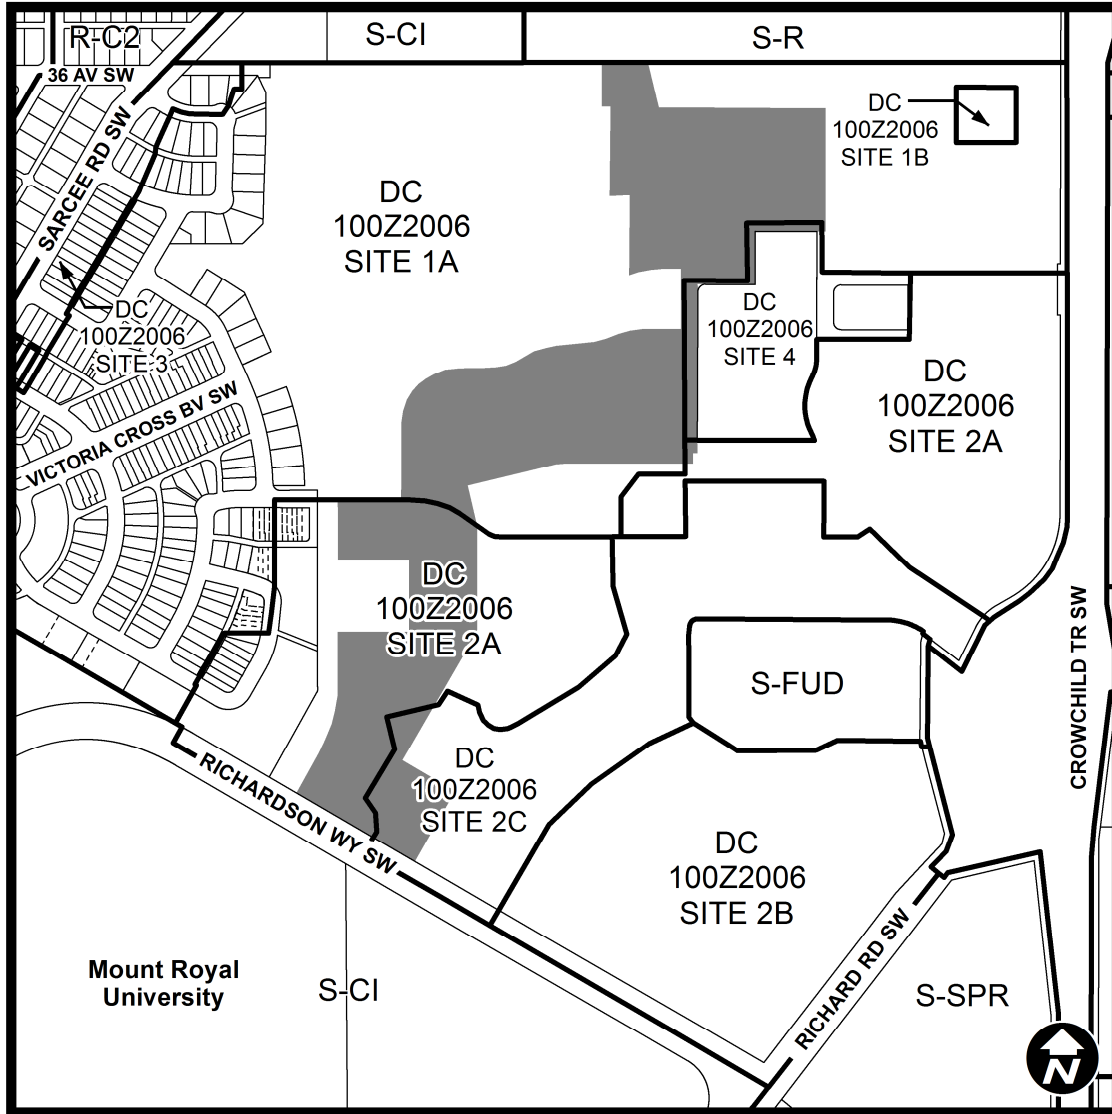 R-C2
S-CI
S-R
36 AV SW
SARCEE RD SW
DC
100Z2006
SITE 1B
DC
100Z2006
SITE 1A
DC
100Z2006
SITE 3
DC
100Z2006
SITE 4
DC
100Z2006
SITE 2A
VICTORIA CROSS BV SW
DC
100Z2006
SITE 2A
CROWCHILD TR SW
S-FUD
RICHARDSON WY SW
DC
100Z2006
SITE 2C
DC
100Z2006
SITE 2B
RICHARD RD SW
Mount Royal
University
S-CI
S-SPR
N